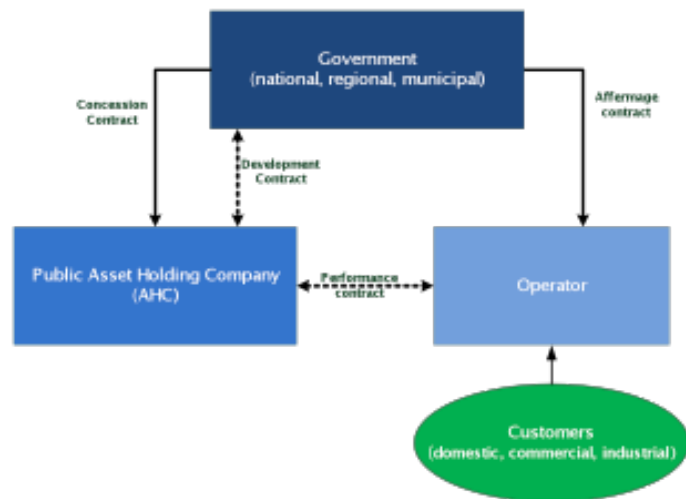 Government
(national, regional, municipal)
Concession
Contract
Affermage
contract
Development
Contract
Public Asset Holding Company
(AHC)
Performance
contract
Operator
Customers
(domestic, commercial, industrial)